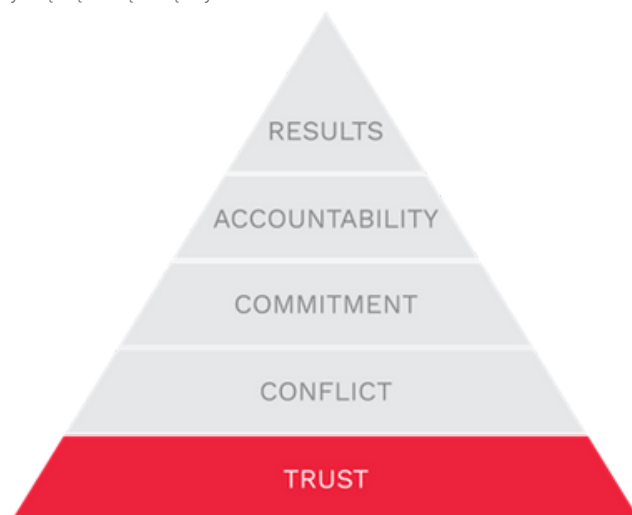 RESULTS
ACCOUNTABILITY
COMMITMENT
CONFLICT
TRUST